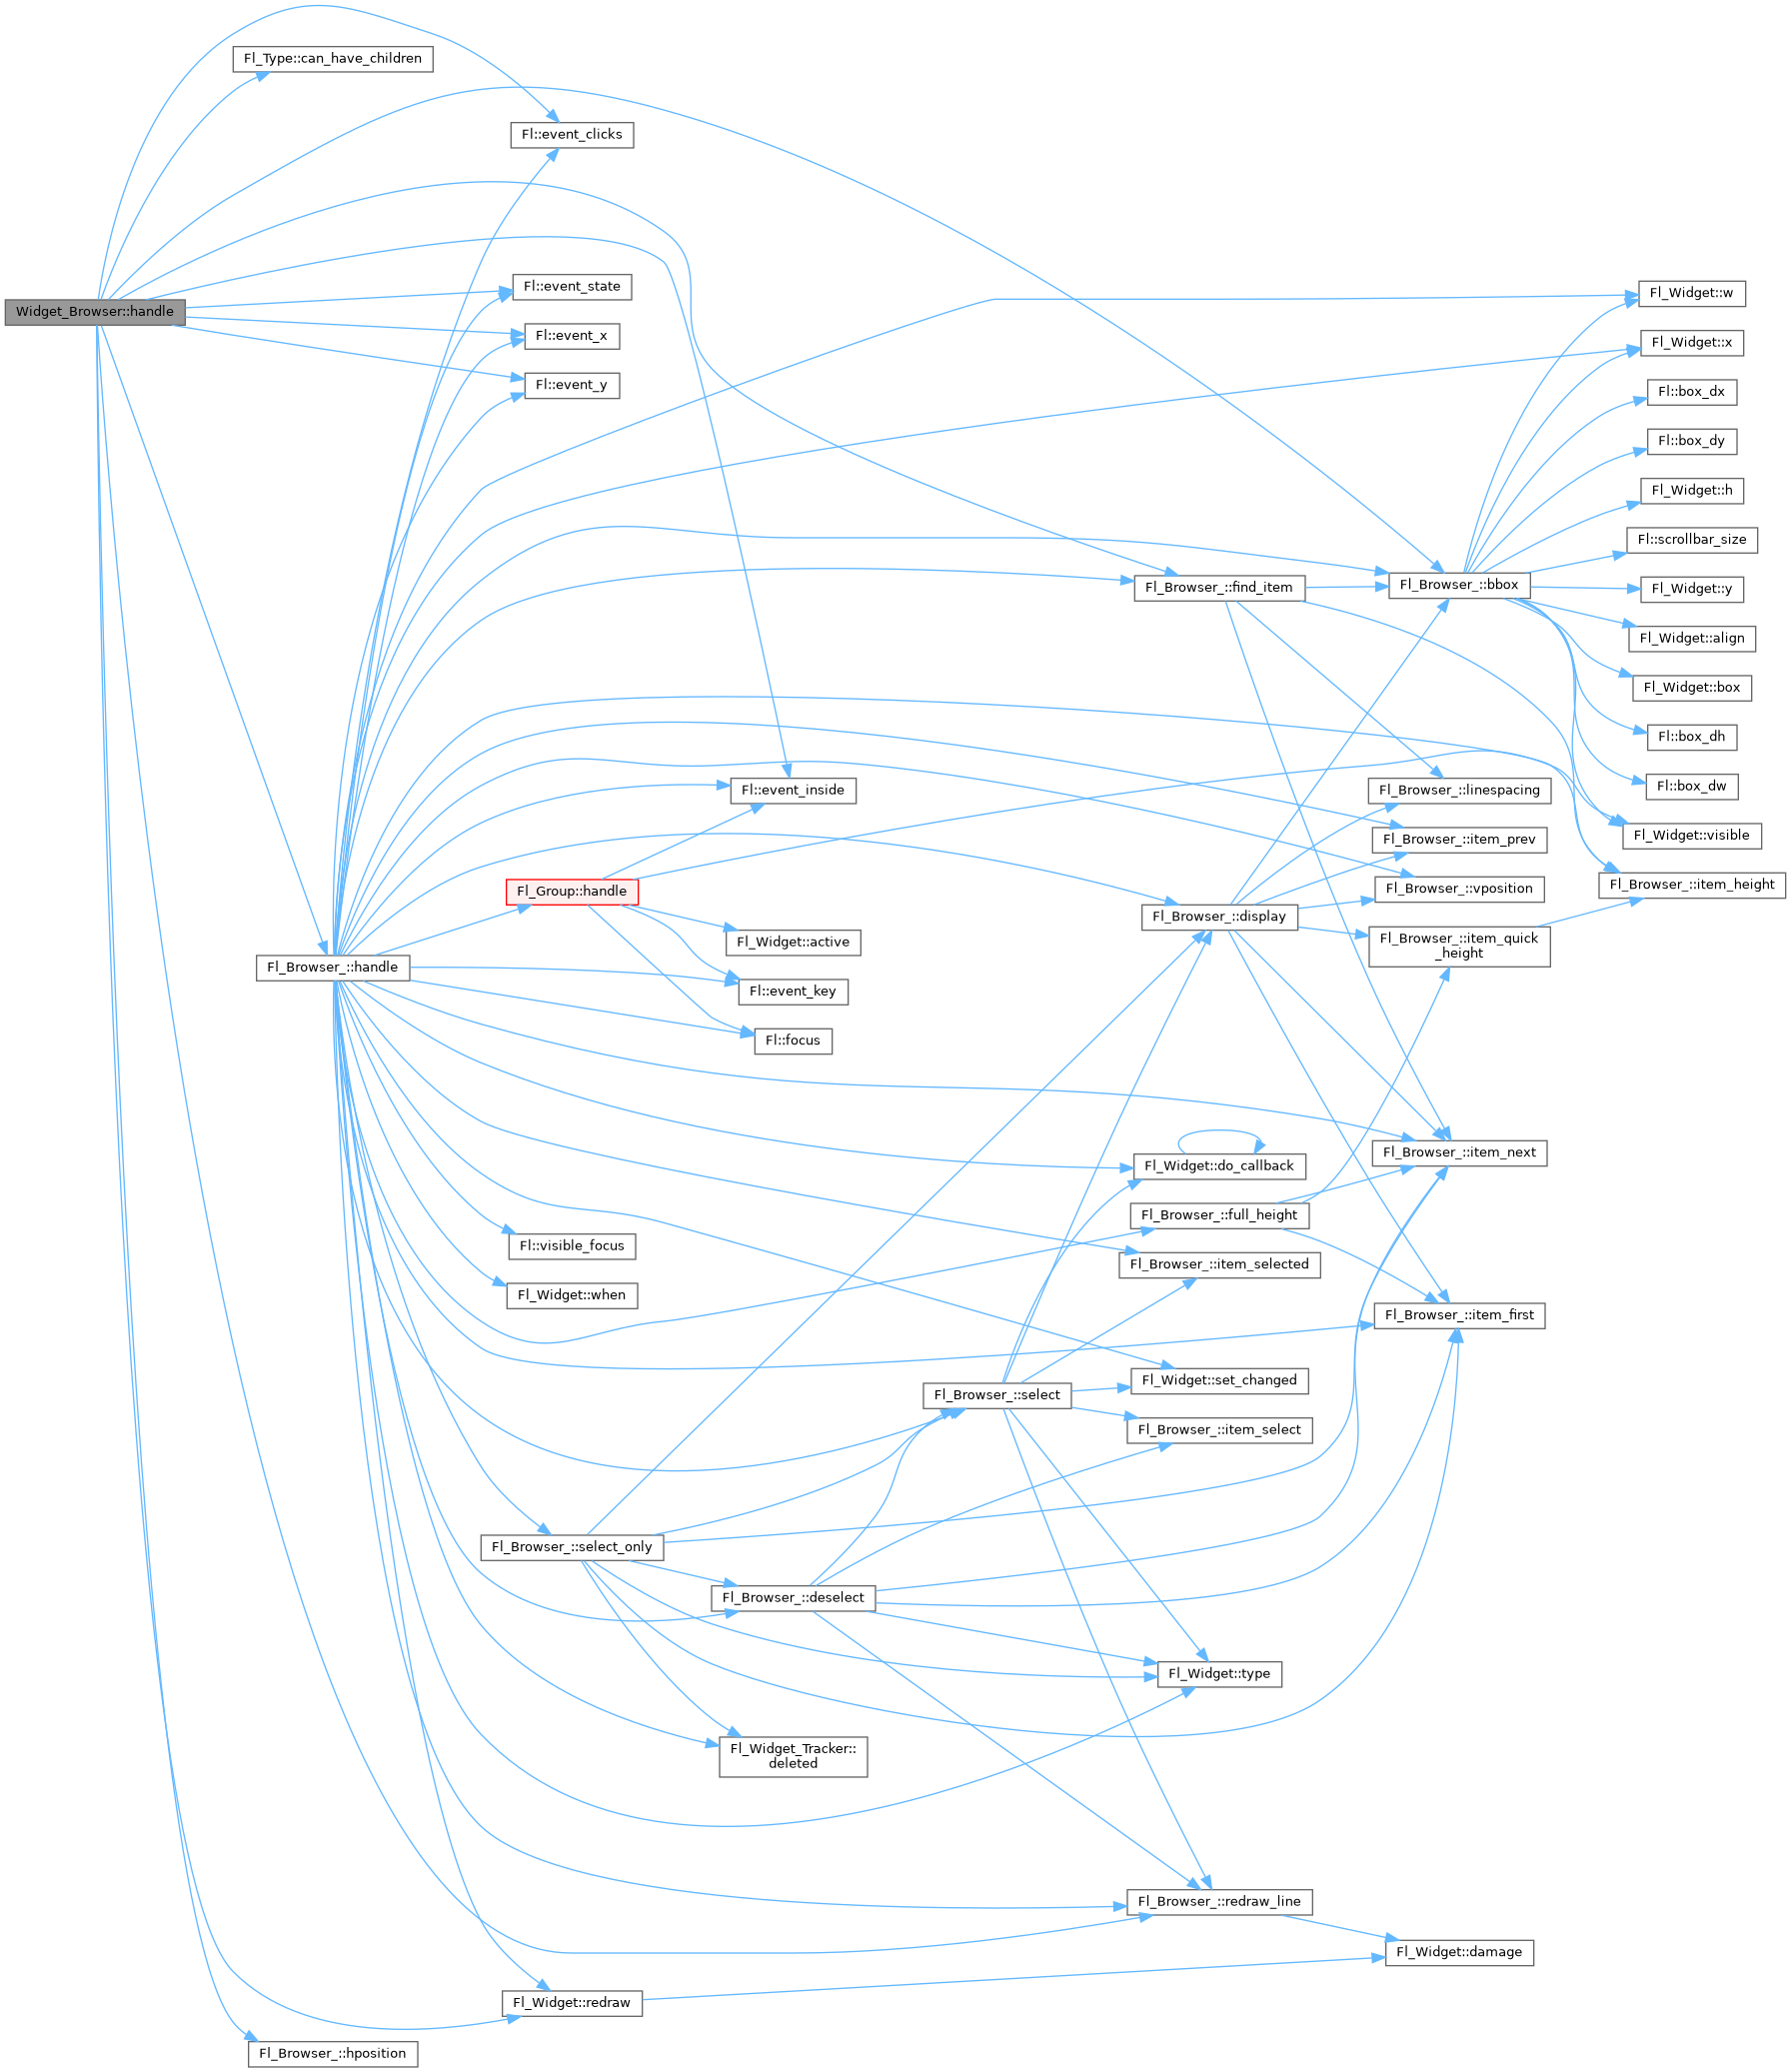 Widget_Browser::handle
Fl_Type::can_have_children
Fl::event_clicks
Fl::event_state
Fl::event_x
Fl::event_y
Fl::event_inside
Fl_Browser_::handle
Fl_Group::handle
Fl_Widget::active
Fl::event_key
Fl::focus
Fl::visible_focus
Fl_Widget::when
Fl_Browser_::select_only
Fl_Browser_::deselect
Fl_Widget_Tracker::
deleted
Fl_Widget::redraw
Fl_Browser_::hposition
Fl_Browser_::select
Fl_Browser_::find_item
Fl_Browser_::display
Fl_Widget::do_callback
Fl_Browser_::full_height
Fl_Browser_::item_selected
Fl_Widget::set_changed
Fl_Browser_::item_select
Fl_Widget::type
Fl_Browser_::redraw_line
Fl_Browser_::bbox
Fl_Browser_::linespacing
Fl_Browser_::item_prev
Fl_Browser_::vposition
Fl_Browser_::item_quick
_height
Fl_Browser_::item_next
Fl_Browser_::item_first
Fl_Widget::damage
Fl_Widget::w
Fl_Widget::x
Fl::box_dx
Fl::box_dy
Fl_Widget::h
Fl::scrollbar_size
Fl_Widget::y
Fl_Widget::align
Fl_Widget::box
Fl::box_dh
Fl::box_dw
Fl_Widget::visible
Fl_Browser_::item_height